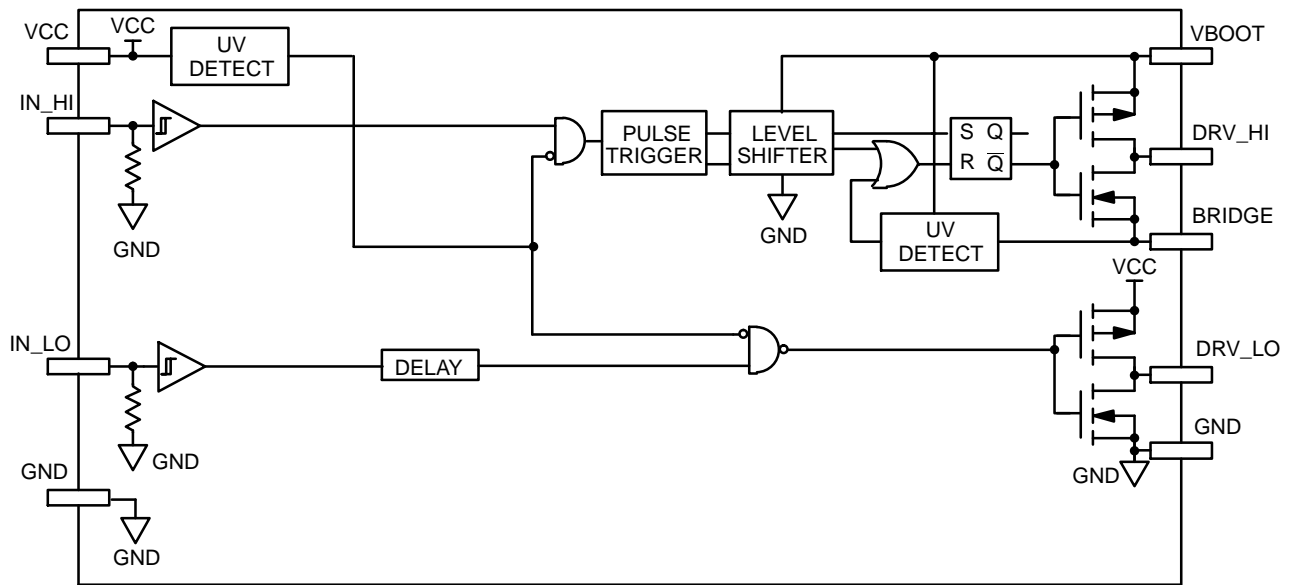 VCC
VCC
UV
DETECT
VBOOT
IN_HI
PULSE
TRIGGER
LEVEL
SHIFTER
S Q
R Q̅
DRV_HI
GND
GND
UV
DETECT
BRIDGE
VCC
IN_LO
DELAY
DRV_LO
GND
GND
GND
GND
GND